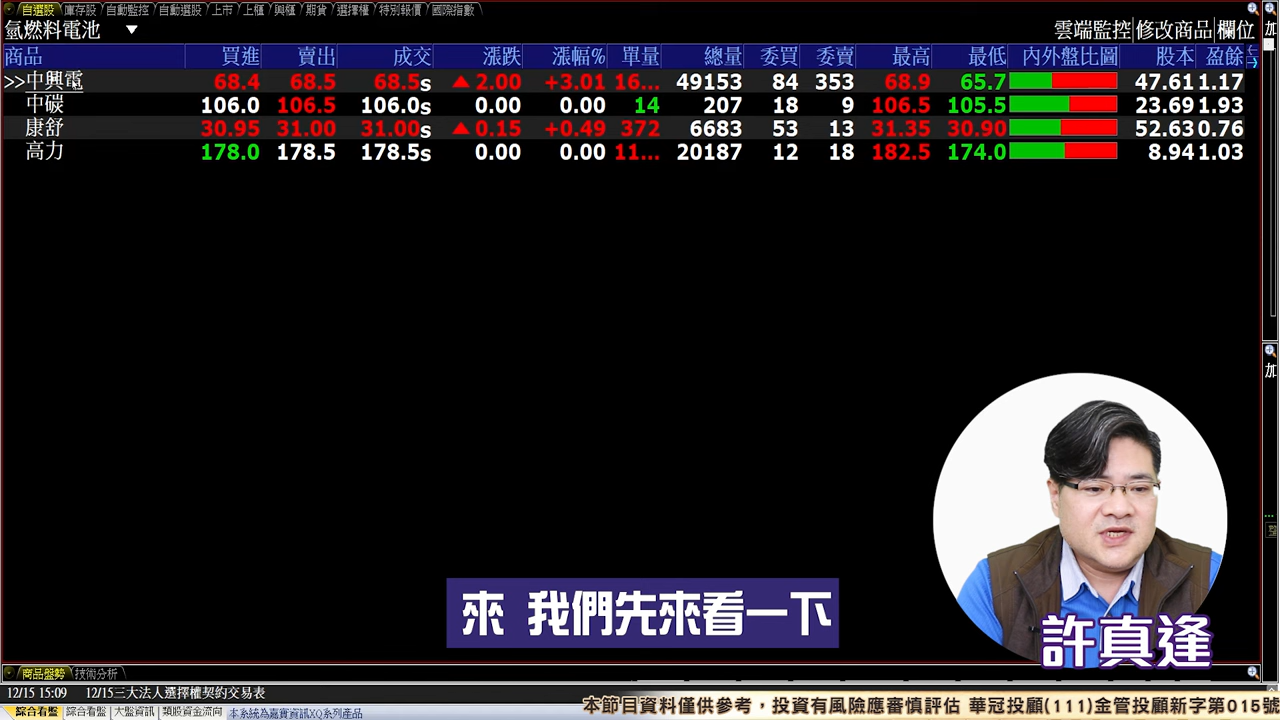 自選股 庫存股 自動監控 自動選股 上市 上櫃 興櫃 期貨 選擇權 特別報價 國際指數
氫燃料電池 ▼ 雲端監控 修改商品 欄位
商品 買進 賣出 成交 漲跌 漲幅% 單量 總量 委買 委賣 最高 最低 內外盤比圖 股本 盈餘
>>中興電 68.4 68.5 68.5s ▲2.00 +3.01 16... 49153 84 353 68.9 65.7 47.61 1.17
中碳 106.0 106.5 106.0s 0.00 0.00 14 207 18 9 106.5 105.5 23.69 1.93
康舒 30.95 31.00 31.00s ▲0.15 +0.49 372 6683 53 13 31.35 30.90 52.63 0.76
高力 178.0 178.5 178.5s 0.00 0.00 11... 20187 12 18 182.5 174.0 8.94 1.03
加
加
來 我們先來看一下
許真逢
商品盤勢 技術分析
12/15 15:09 12/15三大法人選擇權契約交易表
本節目資料僅供參考，投資有風險應審慎評估 華冠投顧(111)金管投顧新字第015號
綜合看盤 綜合看盤 大盤資訊 類股資金流向 本系統為嘉實資訊XQ系列產品